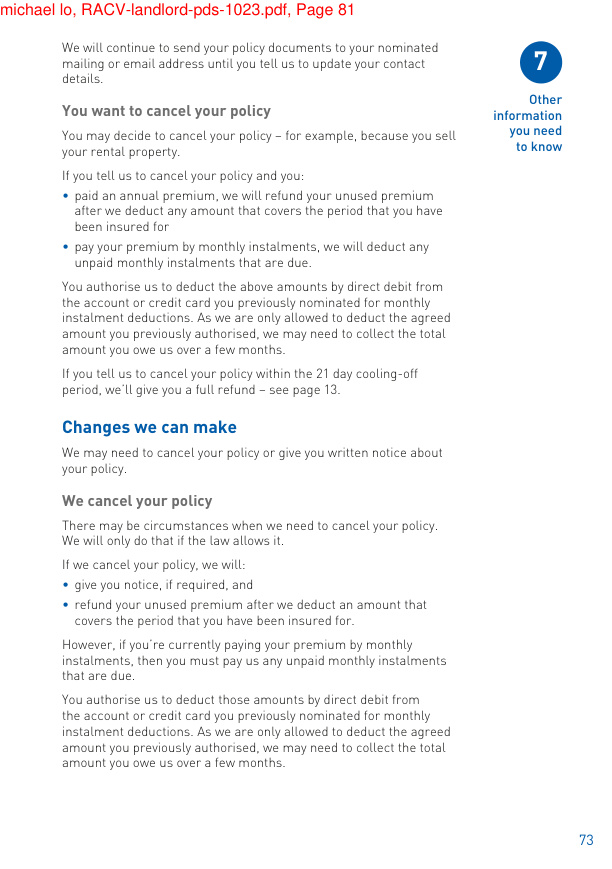 michael lo, RACV-landlord-pds-1023.pdf, Page 81
We will continue to send your policy documents to your nominated
mailing or email address until you tell us to update your contact
details.
7
Other
information
you need
to know
You want to cancel your policy
You may decide to cancel your policy – for example, because you sell
your rental property.
If you tell us to cancel your policy and you:
• paid an annual premium, we will refund your unused premium
after we deduct any amount that covers the period that you have
been insured for
• pay your premium by monthly instalments, we will deduct any
unpaid monthly instalments that are due.
You authorise us to deduct the above amounts by direct debit from
the account or credit card you previously nominated for monthly
instalment deductions. As we are only allowed to deduct the agreed
amount you previously authorised, we may need to collect the total
amount you owe us over a few months.
If you tell us to cancel your policy within the 21 day cooling-off
period, we'll give you a full refund – see page 13.
Changes we can make
We may need to cancel your policy or give you written notice about
your policy.
We cancel your policy
There may be circumstances when we need to cancel your policy.
We will only do that if the law allows it.
If we cancel your policy, we will:
• give you notice, if required, and
• refund your unused premium after we deduct an amount that
covers the period that you have been insured for.
However, if you're currently paying your premium by monthly
instalments, then you must pay us any unpaid monthly instalments
that are due.
You authorise us to deduct those amounts by direct debit from
the account or credit card you previously nominated for monthly
instalment deductions. As we are only allowed to deduct the agreed
amount you previously authorised, we may need to collect the total
amount you owe us over a few months.
73